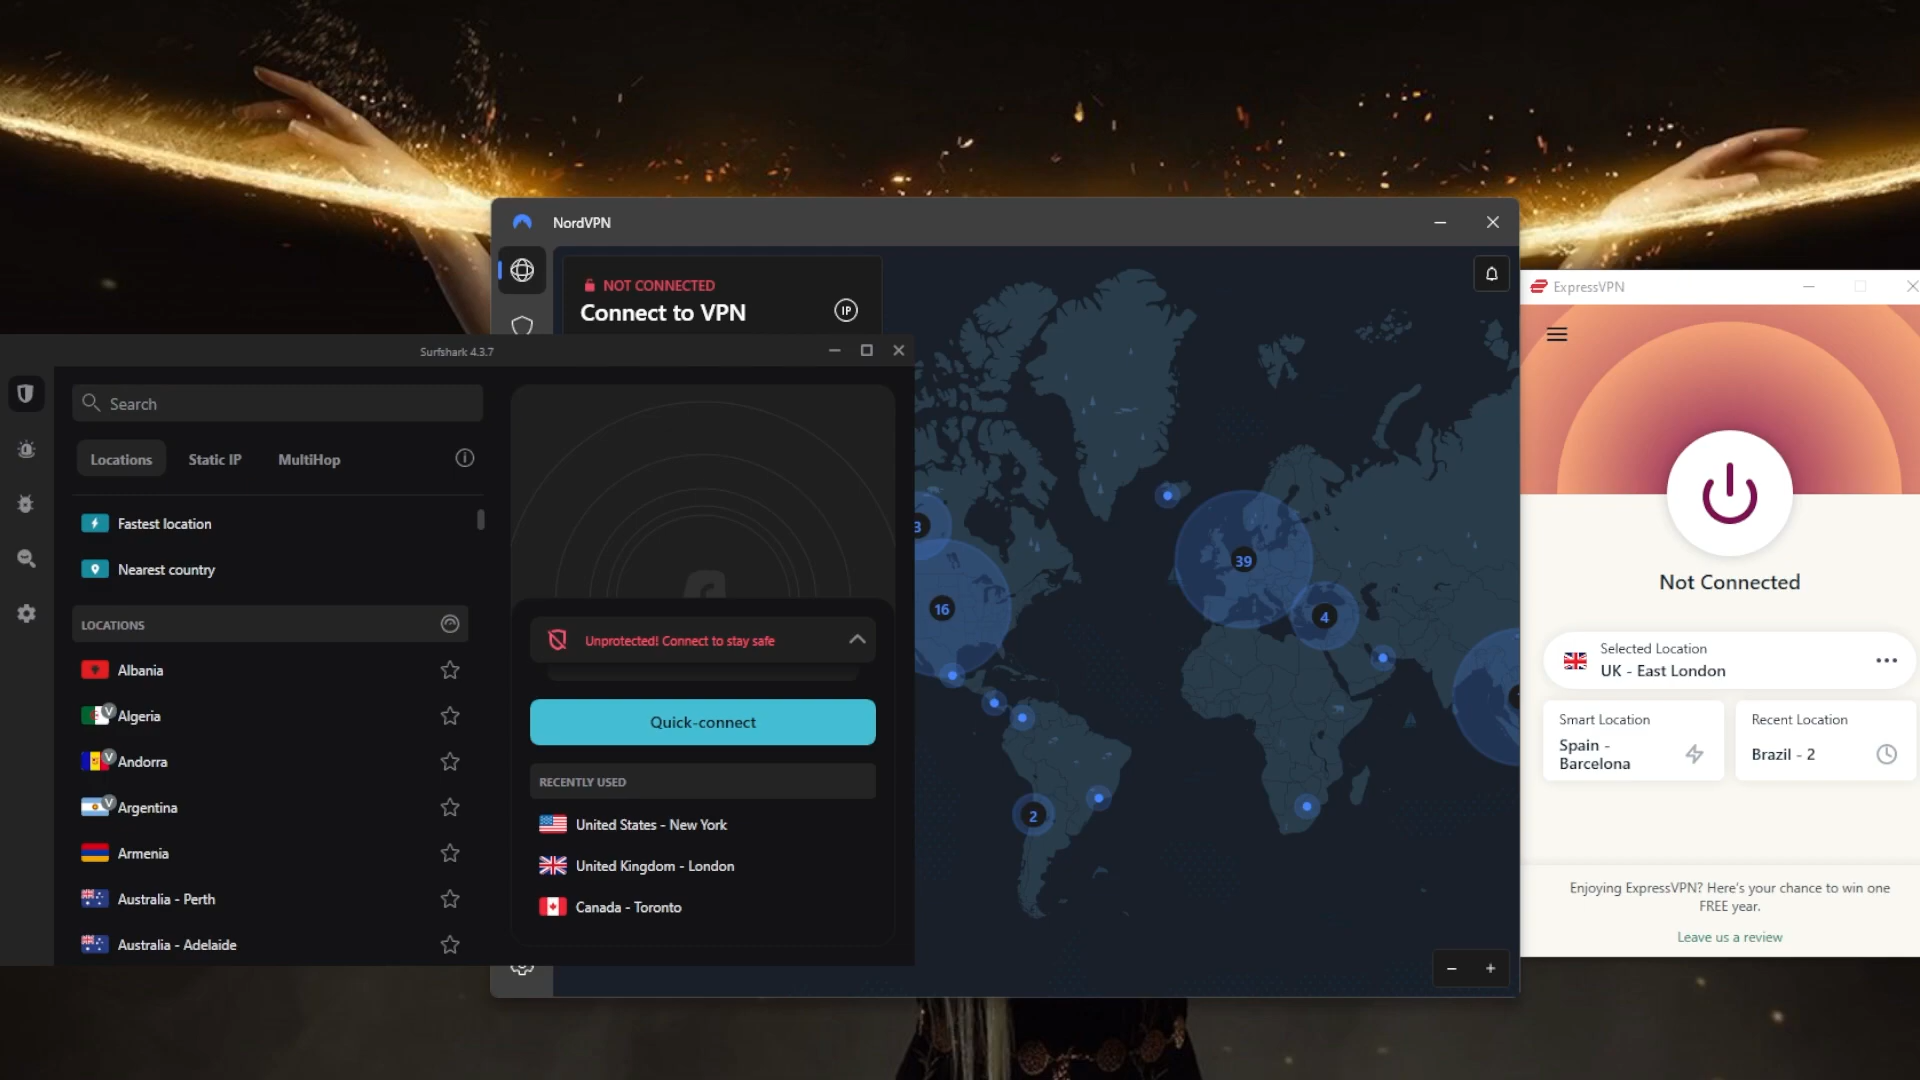 NordVPN
NOT CONNECTED
Connect to VPN
IP
3
16
39
4
2
Surfshark 4.3.7
Search
Locations
Static IP
MultiHop
Fastest location
Nearest country
LOCATIONS
Albania
V
Algeria
V
Andorra
V
Argentina
Armenia
Australia - Perth
Australia - Adelaide
Unprotected! Connect to stay safe
Quick-connect
RECENTLY USED
United States - New York
United Kingdom - London
Canada - Toronto
ExpressVPN
Not Connected
Selected Location
UK - East London
Smart Location
Spain -
Barcelona
Recent Location
Brazil - 2
Enjoying ExpressVPN? Here's your chance to win one
FREE year.
Leave us a review